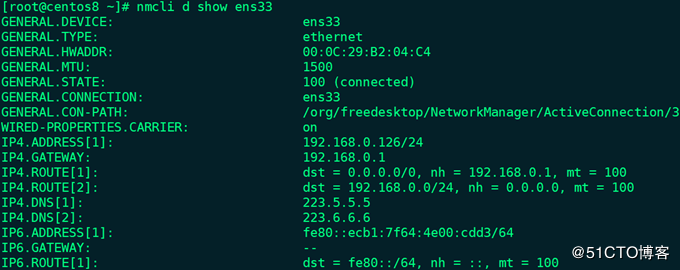 [root@centos8 ~]# nmcli d show ens33
GENERAL.DEVICE: ens33
GENERAL.TYPE: ethernet
GENERAL.HWADDR: 00:0C:29:B2:04:C4
GENERAL.MTU: 1500
GENERAL.STATE: 100 (connected)
GENERAL.CONNECTION: ens33
GENERAL.CON-PATH: /org/freedesktop/NetworkManager/ActiveConnection/3
WIRED-PROPERTIES.CARRIER: on
IP4.ADDRESS[1]: 192.168.0.126/24
IP4.GATEWAY: 192.168.0.1
IP4.ROUTE[1]: dst = 0.0.0.0/0, nh = 192.168.0.1, mt = 100
IP4.ROUTE[2]: dst = 192.168.0.0/24, nh = 0.0.0.0, mt = 100
IP4.DNS[1]: 223.5.5.5
IP4.DNS[2]: 223.6.6.6
IP6.ADDRESS[1]: fe80::ecb1:7f64:4e00:cdd3/64
IP6.GATEWAY: --
IP6.ROUTE[1]: dst = fe80::/64, nh = ::, mt = 100
@51CTO博客